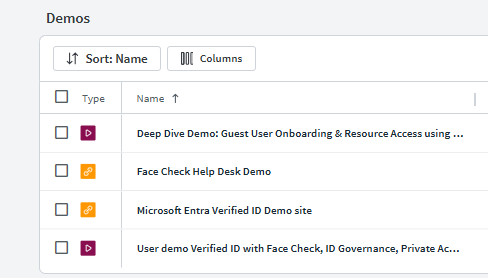 Demos
Sort: Name
Columns
Type
Name
Deep Dive Demo: Guest User Onboarding & Resource Access using ...
Face Check Help Desk Demo
Microsoft Entra Verified ID Demo site
User demo Verified ID with Face Check, ID Governance, Private Ac...